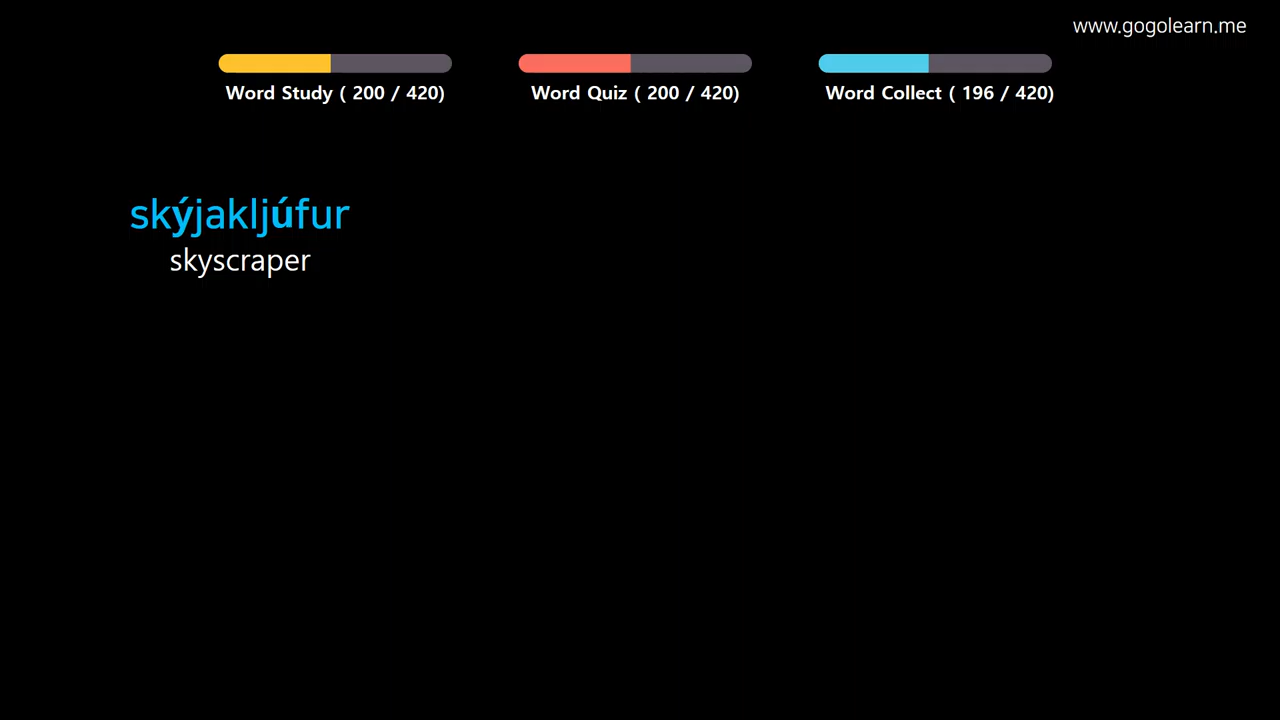 www.gogolearn.me
Word Study ( 200 / 420)
Word Quiz ( 200 / 420)
Word Collect ( 196 / 420)
skýjakljúfur
skyscraper